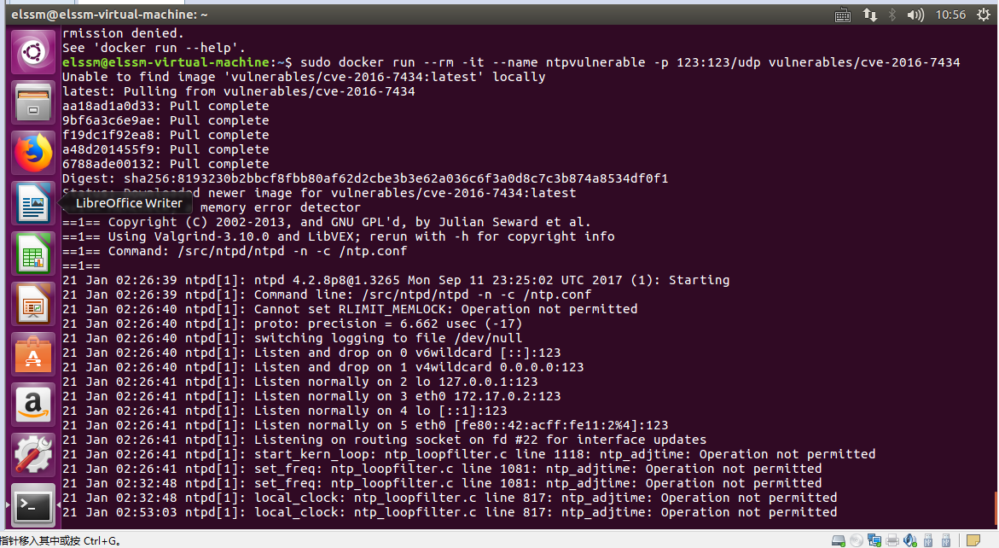 elssm@elssm-virtual-machine: ~
10:56
rmission denied.
See 'docker run --help'.
elssm@elssm-virtual-machine:~$ sudo docker run --rm -it --name ntpvulnerable -p 123:123/udp vulnerables/cve-2016-7434
Unable to find image 'vulnerables/cve-2016-7434:latest' locally
latest: Pulling from vulnerables/cve-2016-7434
aa18ad1a0d33: Pull complete
9bf6a3c6e9ae: Pull complete
f19dc1f92ea8: Pull complete
a48d201455f9: Pull complete
6788ade00132: Pull complete
Digest: sha256:8193230b2bbcf8fbb80af62d2cbe3b3e62a036c6f3a0d8c7c3b874a8534df0f1
Status: Downloaded newer image for vulnerables/cve-2016-7434:latest
LibreOffice Writer
memory error detector
==1== Copyright (C) 2002-2013, and GNU GPL'd, by Julian Seward et al.
==1== Using Valgrind-3.10.0 and LibVEX; rerun with -h for copyright info
==1== Command: /src/ntpd/ntpd -n -c /ntp.conf
==1==
21 Jan 02:26:39 ntpd[1]: ntpd 4.2.8p8@1.3265 Mon Sep 11 23:25:02 UTC 2017 (1): Starting
21 Jan 02:26:39 ntpd[1]: Command line: /src/ntpd/ntpd -n -c /ntp.conf
21 Jan 02:26:40 ntpd[1]: Cannot set RLIMIT_MEMLOCK: Operation not permitted
21 Jan 02:26:40 ntpd[1]: proto: precision = 6.662 usec (-17)
21 Jan 02:26:40 ntpd[1]: switching logging to file /dev/null
21 Jan 02:26:40 ntpd[1]: Listen and drop on 0 v6wildcard [::]:123
21 Jan 02:26:40 ntpd[1]: Listen and drop on 1 v4wildcard 0.0.0.0:123
21 Jan 02:26:41 ntpd[1]: Listen normally on 2 lo 127.0.0.1:123
21 Jan 02:26:41 ntpd[1]: Listen normally on 3 eth0 172.17.0.2:123
21 Jan 02:26:41 ntpd[1]: Listen normally on 4 lo [::1]:123
21 Jan 02:26:41 ntpd[1]: Listen normally on 5 eth0 [fe80::42:acff:fe11:2%4]:123
21 Jan 02:26:41 ntpd[1]: Listening on routing socket on fd #22 for interface updates
21 Jan 02:26:41 ntpd[1]: start_kern_loop: ntp_loopfilter.c line 1118: ntp_adjtime: Operation not permitted
21 Jan 02:26:41 ntpd[1]: set_freq: ntp_loopfilter.c line 1081: ntp_adjtime: Operation not permitted
21 Jan 02:32:48 ntpd[1]: set_freq: ntp_loopfilter.c line 1081: ntp_adjtime: Operation not permitted
21 Jan 02:32:48 ntpd[1]: local_clock: ntp_loopfilter.c line 817: ntp_adjtime: Operation not permitted
21 Jan 02:53:03 ntpd[1]: local_clock: ntp_loopfilter.c line 817: ntp_adjtime: Operation not permitted
指针移入其中或按 Ctrl+G。